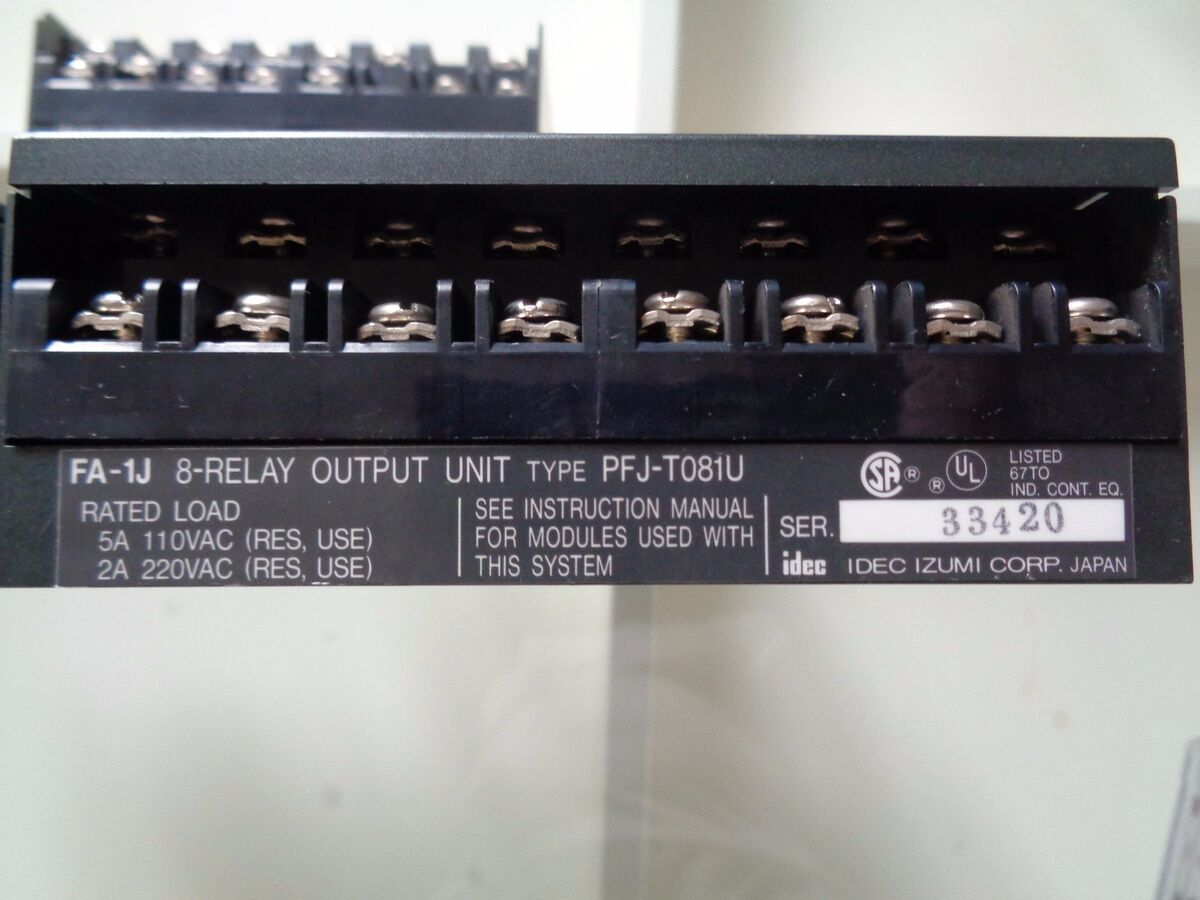 FA-1J 8-RELAY OUTPUT UNIT TYPE PFJ-T081U
RATED LOAD
5A 110VAC (RES, USE)
2A 220VAC (RES, USE)
SEE INSTRUCTION MANUAL
FOR MODULES USED WITH
THIS SYSTEM
SA ® ® UL LISTED
67TO
IND. CONT. EQ.
SER. 33420
idec IDEC IZUMI CORP. JAPAN